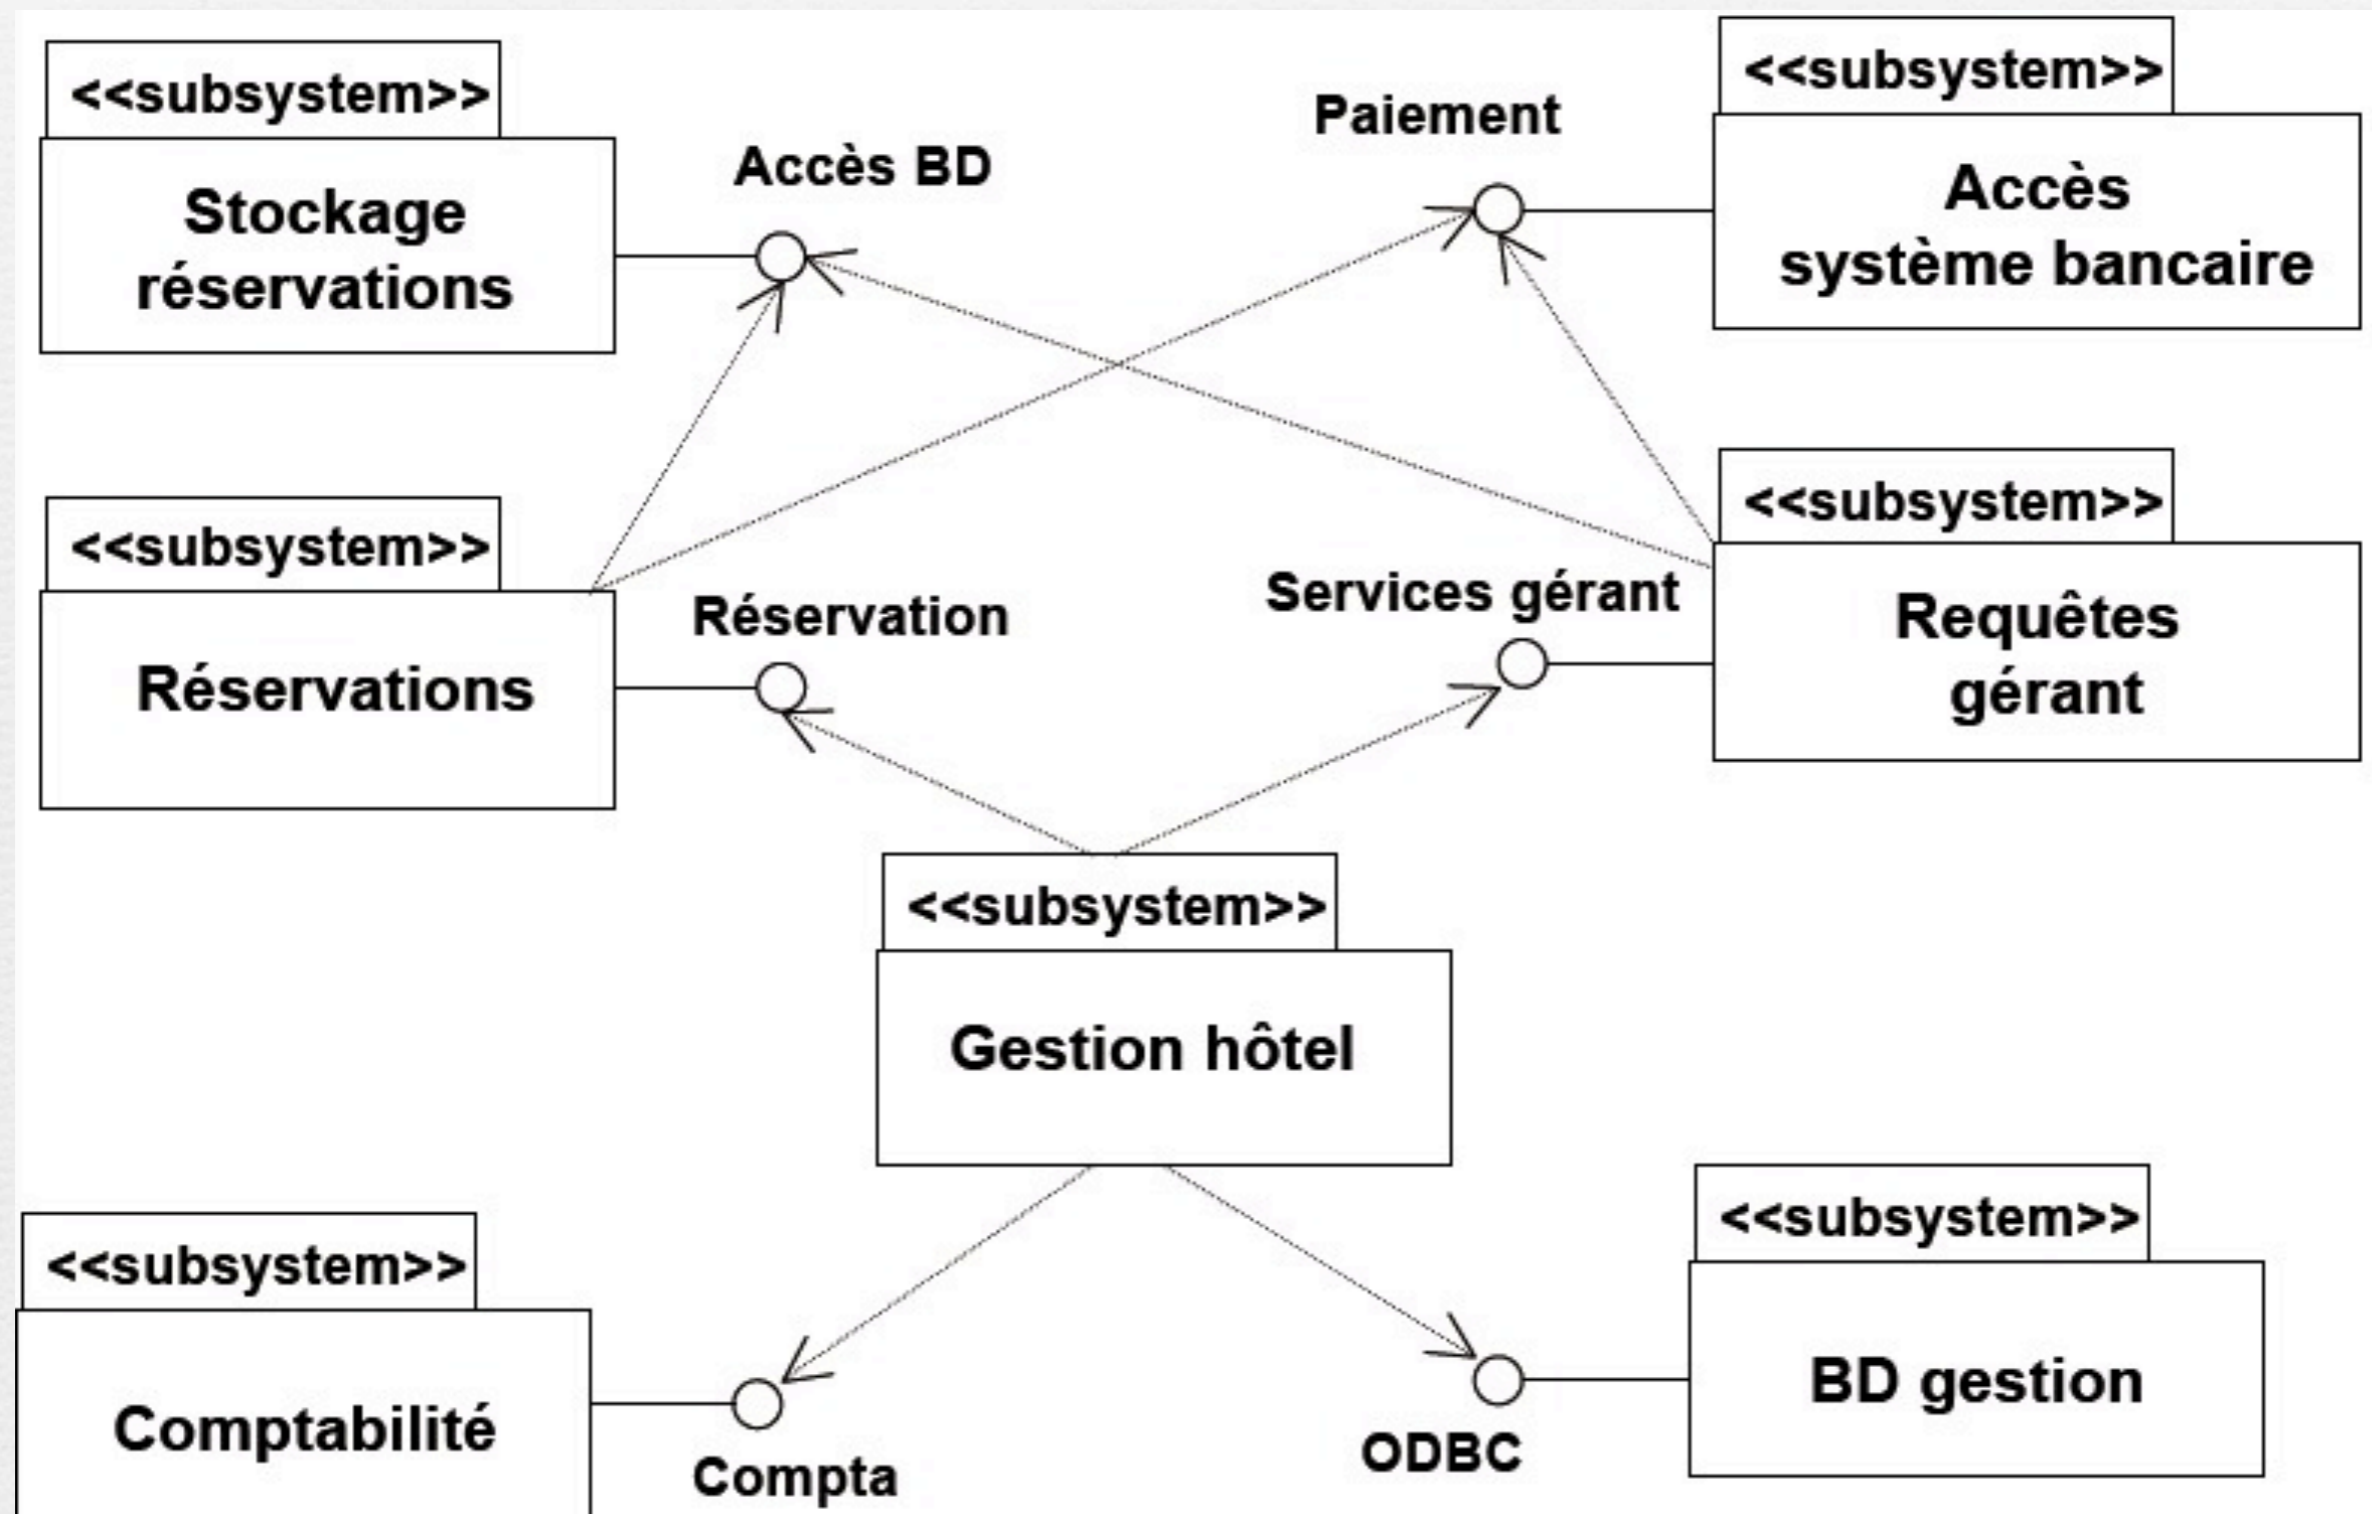 <<subsystem>>
Stockage
réservations
Accès BD
Paiement
<<subsystem>>
Accès
système bancaire
<<subsystem>>
Réservations
Réservation
Services gérant
<<subsystem>>
Requêtes
gérant
<<subsystem>>
Gestion hôtel
<<subsystem>>
Comptabilité
Compta
ODBC
<<subsystem>>
BD gestion